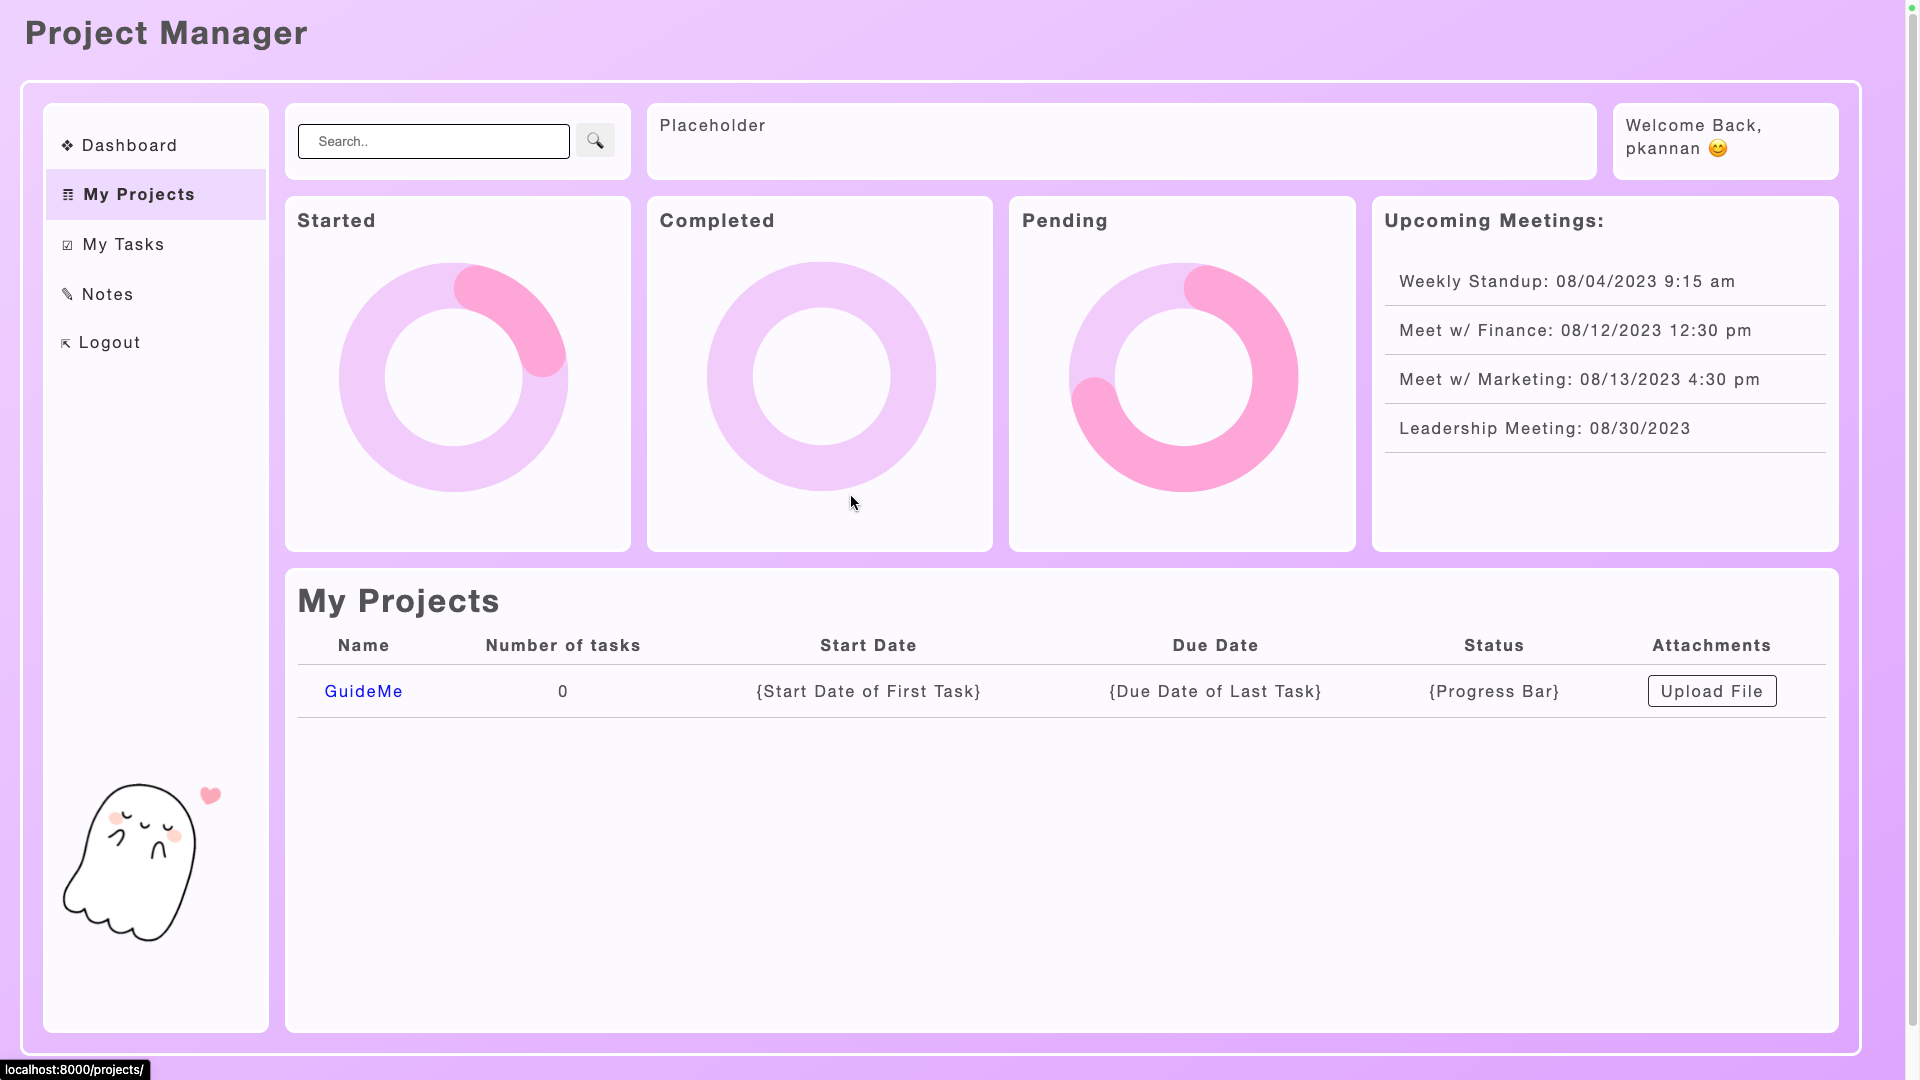 Project Manager
❖ Dashboard
My Projects
☑ My Tasks
✎ Notes
⇱ Logout
Search..
🔍
Placeholder
Welcome Back,
pkannan 😊
Started
Completed
Pending
Upcoming Meetings:
Weekly Standup: 08/04/2023 9:15 am
Meet w/ Finance: 08/12/2023 12:30 pm
Meet w/ Marketing: 08/13/2023 4:30 pm
Leadership Meeting: 08/30/2023
My Projects
Name Number of tasks Start Date Due Date Status Attachments
GuideMe 0 {Start Date of First Task} {Due Date of Last Task} {Progress Bar} Upload File
localhost:8000/projects/